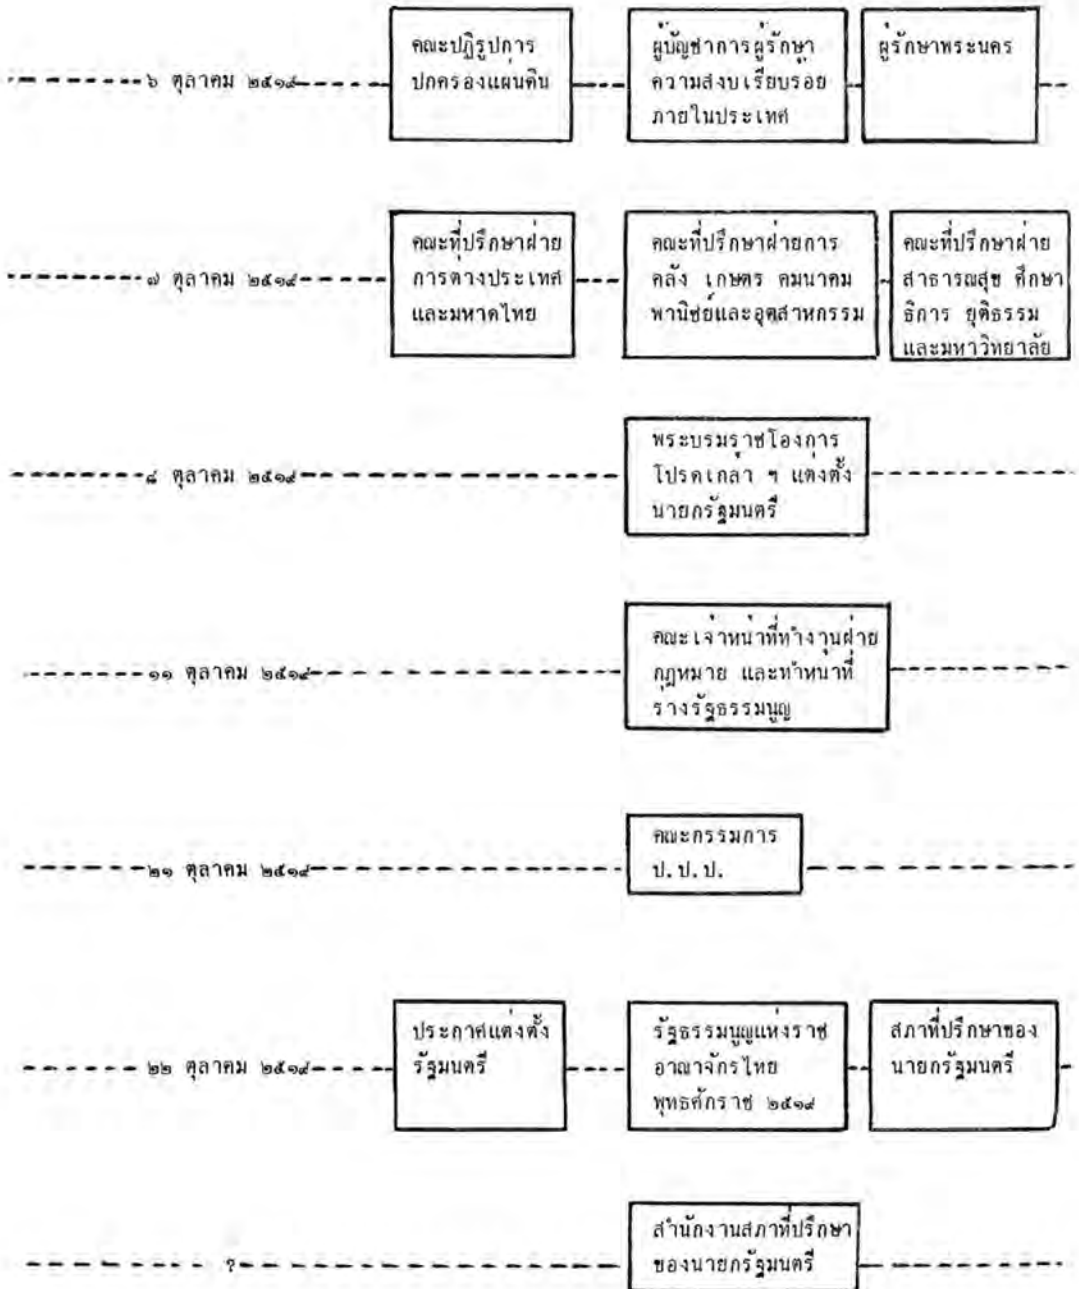 ๖ ตุลาคม ๒๕๑๙
คณะปฏิรูปการ
ปกครองแผ่นดิน
ผู้บัญชาการผู้รักษา
ความสงบเรียบร้อย
ภายในประเทศ
ผู้รักษาพระนคร
๗ ตุลาคม ๒๕๑๙
คณะที่ปรึกษาฝ่าย
การต่างประเทศ
และมหาดไทย
คณะที่ปรึกษาฝ่ายการ
คลัง เกษตร คมนาคม
พานิชย์และอุตสาหกรรม
คณะที่ปรึกษาฝ่าย
สาธารณสุข ศึกษา
ธิการ ยุติธรรม
และมหาวิทยาลัย
๘ ตุลาคม ๒๕๑๙
พระบรมราชโองการ
โปรดเกล้า ฯ แต่งตั้ง
นายกรัฐมนตรี
๑๑ ตุลาคม ๒๕๑๙
คณะเจ้าหน้าที่ทำงานฝ่าย
กฎหมาย และทำหน้าที่
ร่างรัฐธรรมนูญ
๒๑ ตุลาคม ๒๕๑๙
คณะกรรมการ
ป.ป.ป.
๒๒ ตุลาคม ๒๕๑๙
ประกาศแต่งตั้ง
รัฐมนตรี
รัฐธรรมนูญแห่งราช
อาณาจักรไทย
พุทธศักราช ๒๕๑๙
สภาที่ปรึกษาของ
นายกรัฐมนตรี
?
สำนักงานสภาที่ปรึกษา
ของนายกรัฐมนตรี